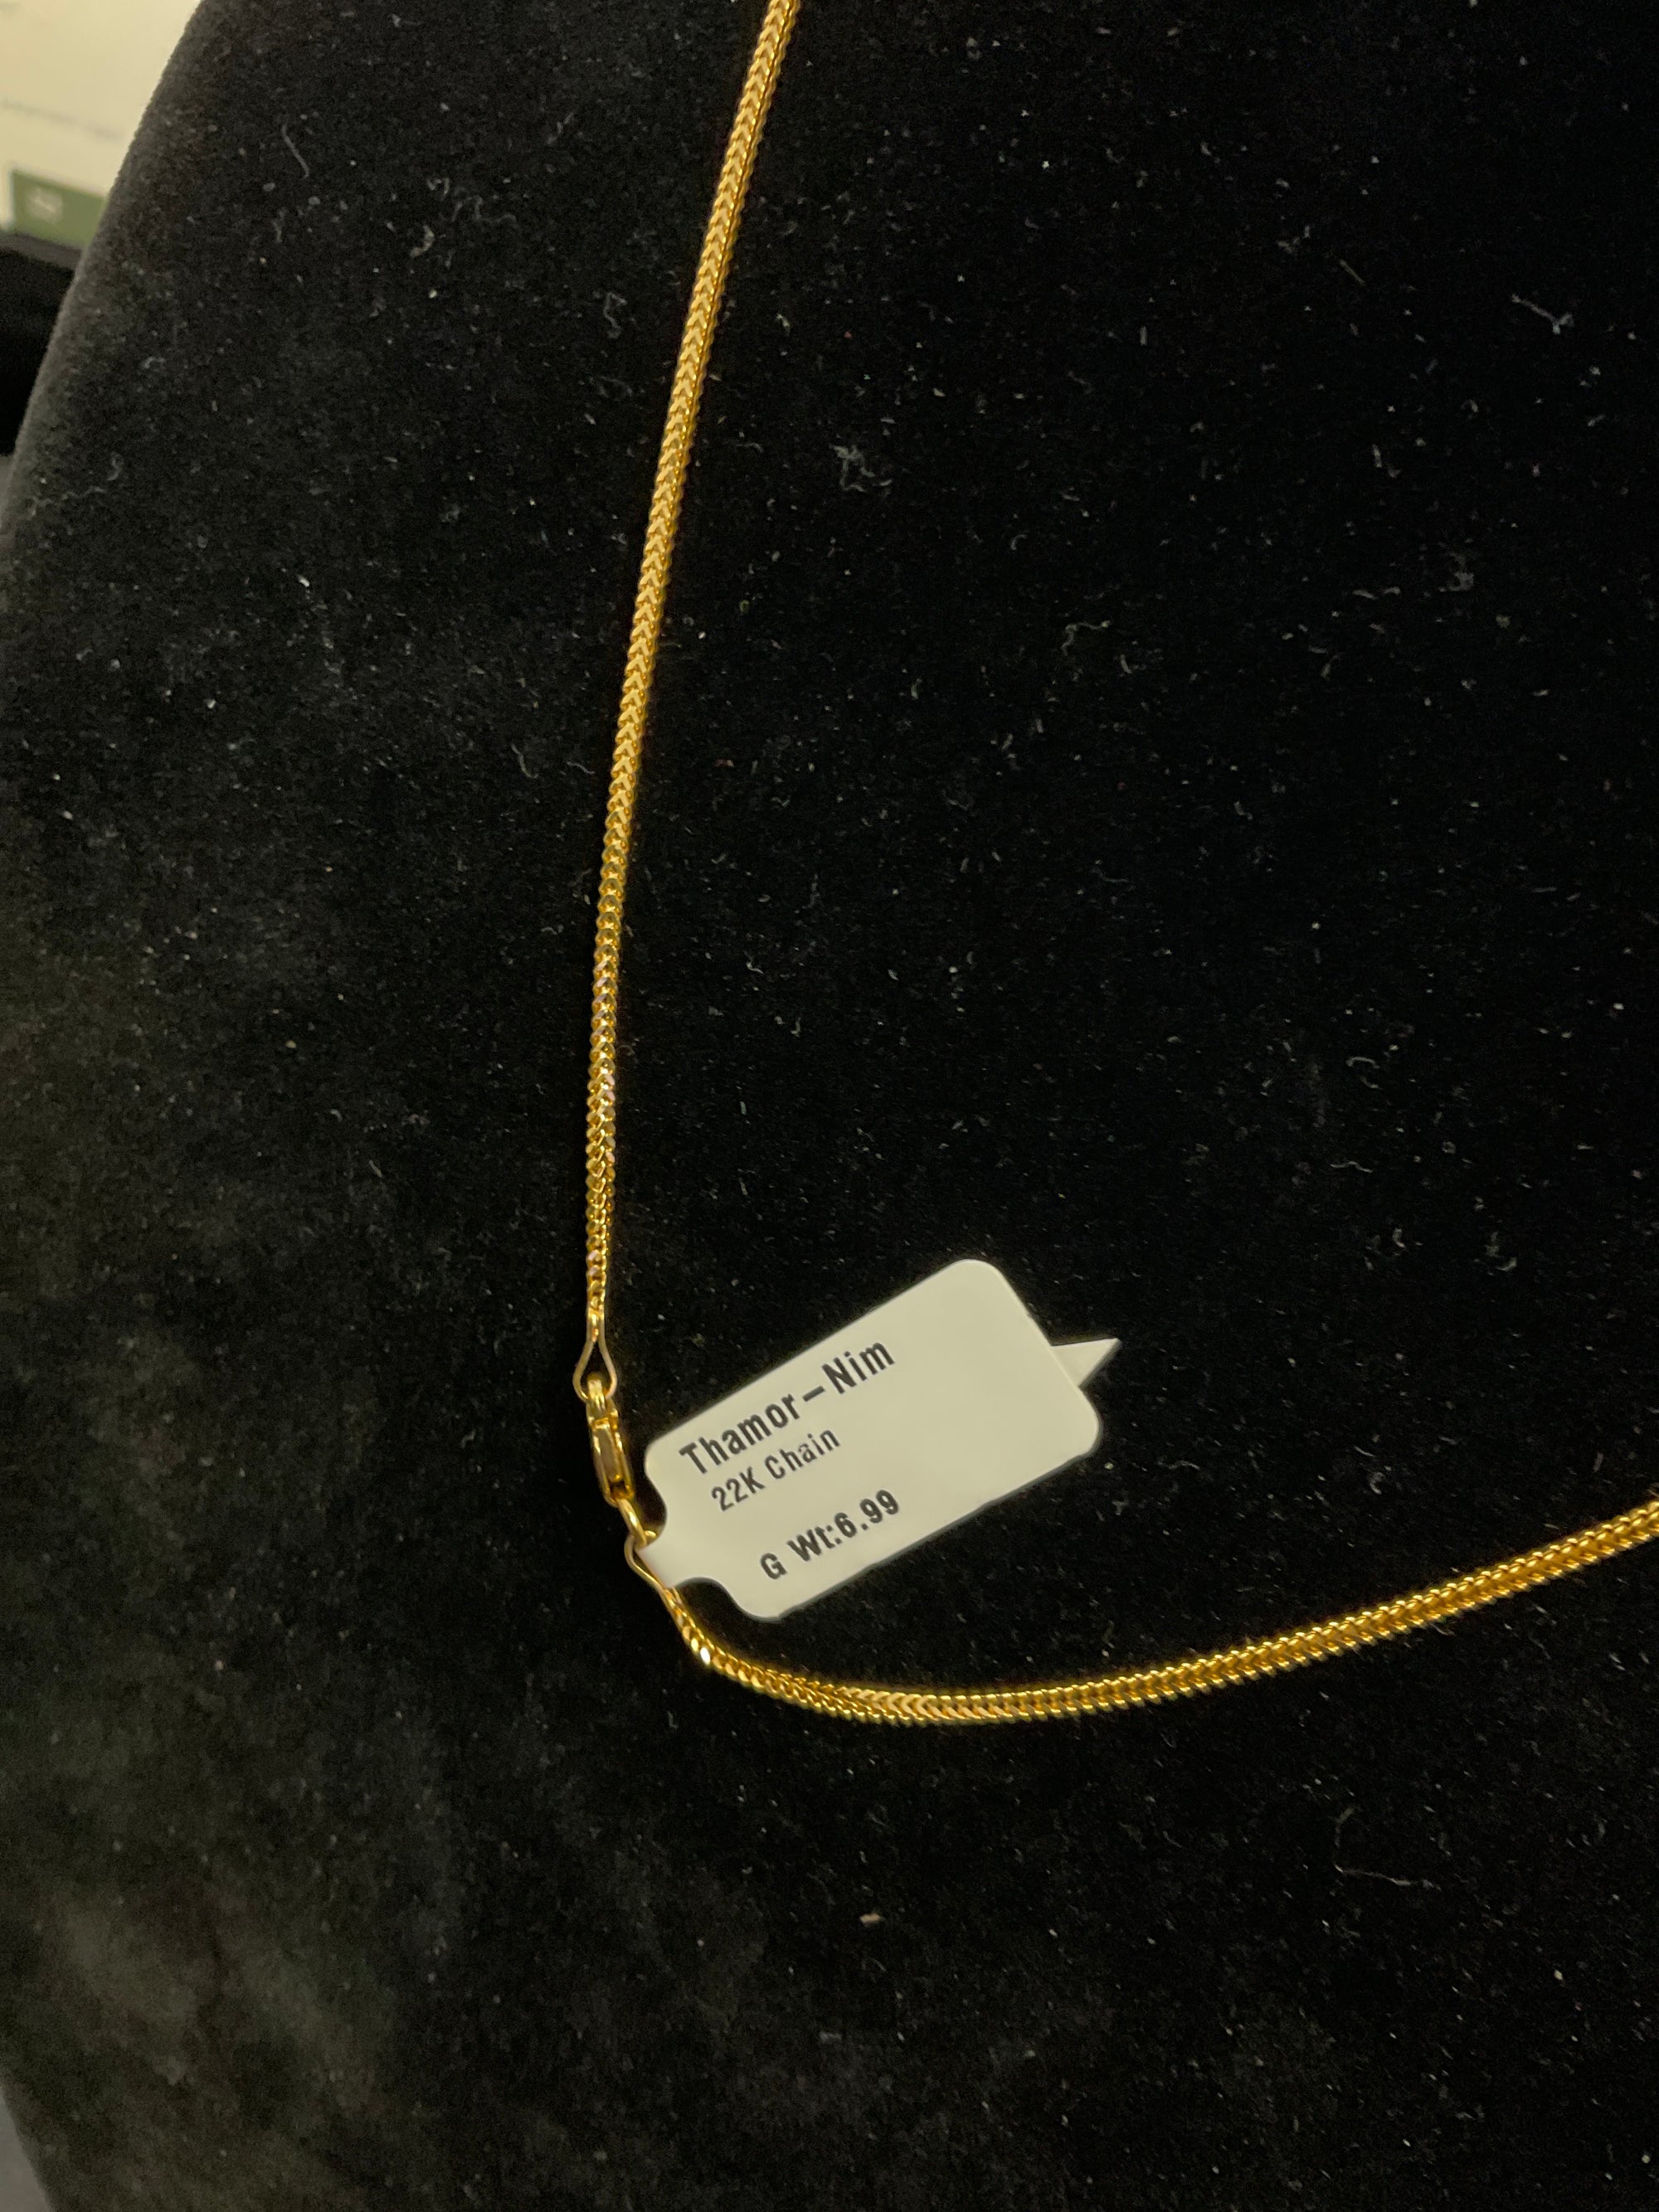 Thamor-Nim
22K Chain
G Wt:6.99